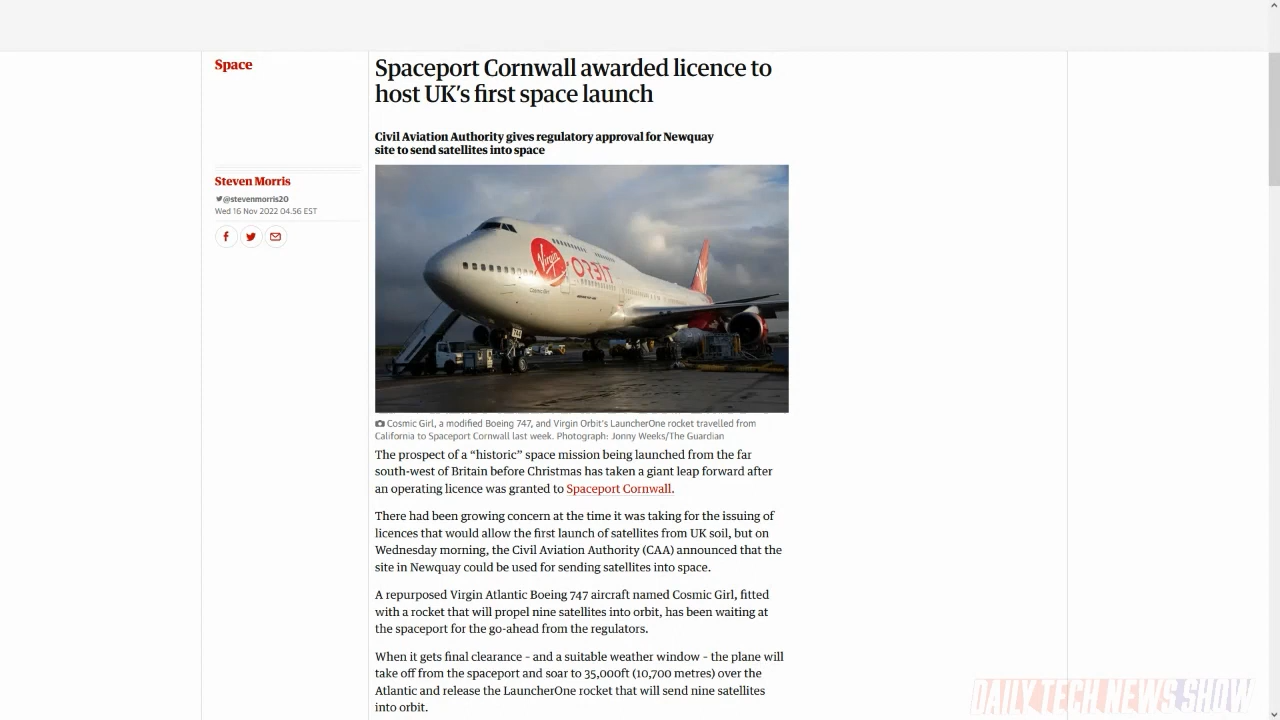 Space
Spaceport Cornwall awarded licence to
host UK's first space launch
Civil Aviation Authority gives regulatory approval for Newquay
site to send satellites into space
Steven Morris
@stevenmorris20
Wed 16 Nov 2022 04.56 EST
Virgin ORBIT
Cosmic Girl, a modified Boeing 747, and Virgin Orbit's LauncherOne rocket travelled from
California to Spaceport Cornwall last week. Photograph: Jonny Weeks/The Guardian
The prospect of a “historic” space mission being launched from the far
south-west of Britain before Christmas has taken a giant leap forward after
an operating licence was granted to Spaceport Cornwall.
There had been growing concern at the time it was taking for the issuing of
licences that would allow the first launch of satellites from UK soil, but on
Wednesday morning, the Civil Aviation Authority (CAA) announced that the
site in Newquay could be used for sending satellites into space.
A repurposed Virgin Atlantic Boeing 747 aircraft named Cosmic Girl, fitted
with a rocket that will propel nine satellites into orbit, has been waiting at
the spaceport for the go-ahead from the regulators.
When it gets final clearance – and a suitable weather window – the plane will
take off from the spaceport and soar to 35,000ft (10,700 metres) over the
Atlantic and release the LauncherOne rocket that will send nine satellites
into orbit.
DAILY TECH NEWS SHOW